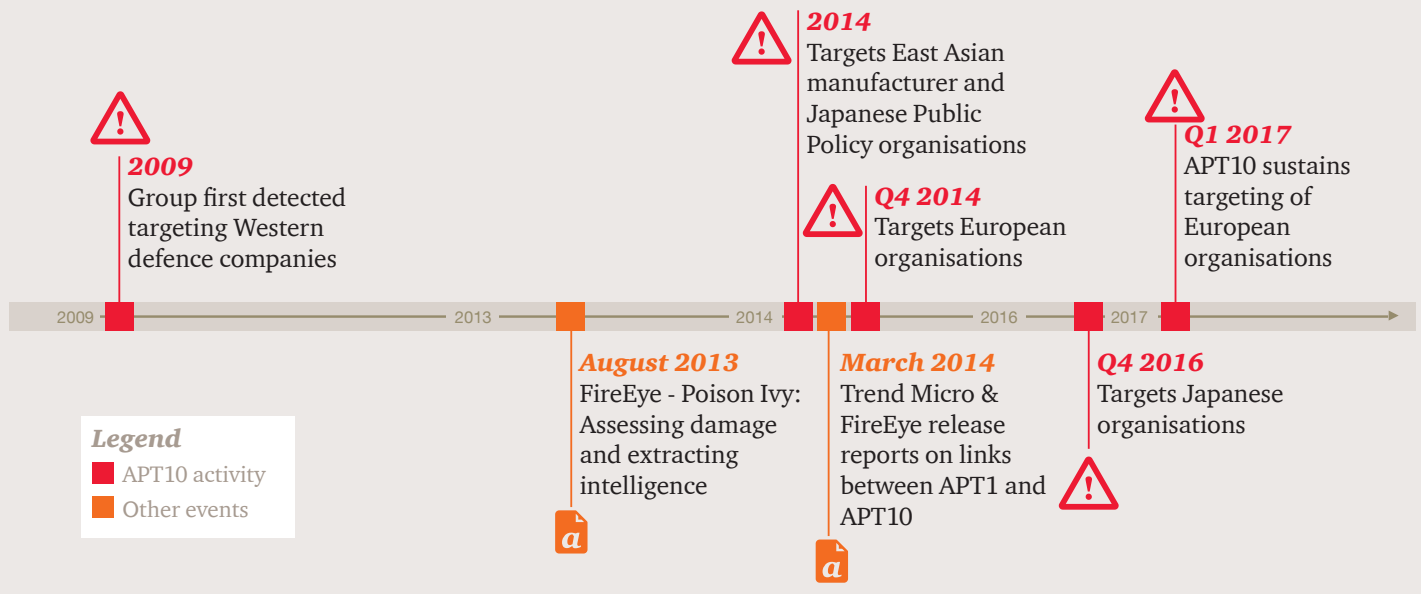 2014
Targets East Asian
manufacturer and
Japanese Public
Policy organisations
2009
Group first detected
targeting Western
defence companies
Q4 2014
Targets European
organisations
Q1 2017
APT10 sustains
targeting of
European
organisations
2009
2013
2014
2016
2017
August 2013
FireEye - Poison Ivy:
Assessing damage
and extracting
intelligence
a
March 2014
Trend Micro &
FireEye release
reports on links
between APT1 and
APT10
a
Q4 2016
Targets Japanese
organisations
Legend
APT10 activity
Other events